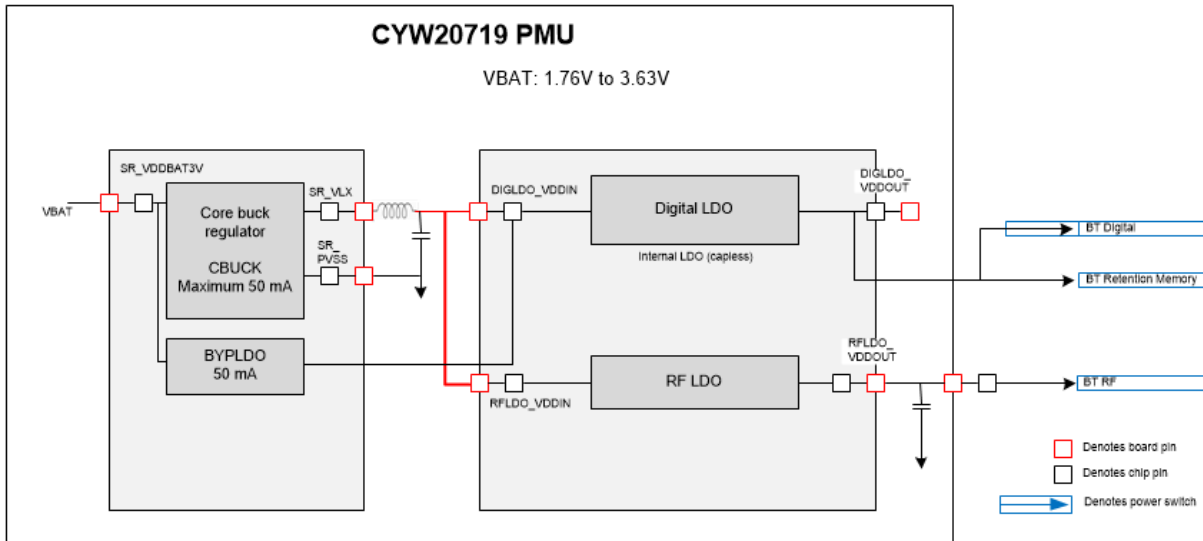 CYW20719 PMU
VBAT: 1.76V to 3.63V
SR_VDDBAT3V
VBAT
Core buck
regulator
CBUCK
Maximum 50 mA
SR_VLX
SR_
PVSS
BYPLDO
50 mA
DIGLDO_VDDIN
Digital LDO
Internal LDO (capless)
DIGLDO_
VDDOUT
RFLDO_VDDIN
RF LDO
RFLDO_
VDDOUT
BT Digital
BT Retention Memory
BT RF
Denotes board pin
Denotes chip pin
Denotes power switch